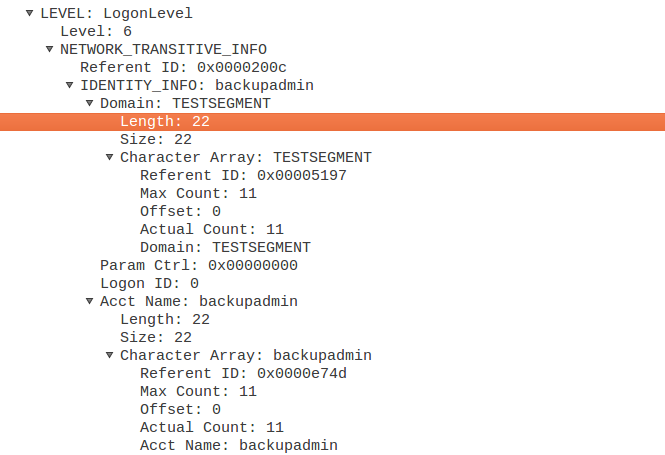 LEVEL: LogonLevel
Level: 6
NETWORK_TRANSITIVE_INFO
Referent ID: 0x0000200c
IDENTITY_INFO: backupadmin
Domain: TESTSEGMENT
Length: 22
Size: 22
Character Array: TESTSEGMENT
Referent ID: 0x00005197
Max Count: 11
Offset: 0
Actual Count: 11
Domain: TESTSEGMENT
Param Ctrl: 0x00000000
Logon ID: 0
Acct Name: backupadmin
Length: 22
Size: 22
Character Array: backupadmin
Referent ID: 0x0000e74d
Max Count: 11
Offset: 0
Actual Count: 11
Acct Name: backupadmin